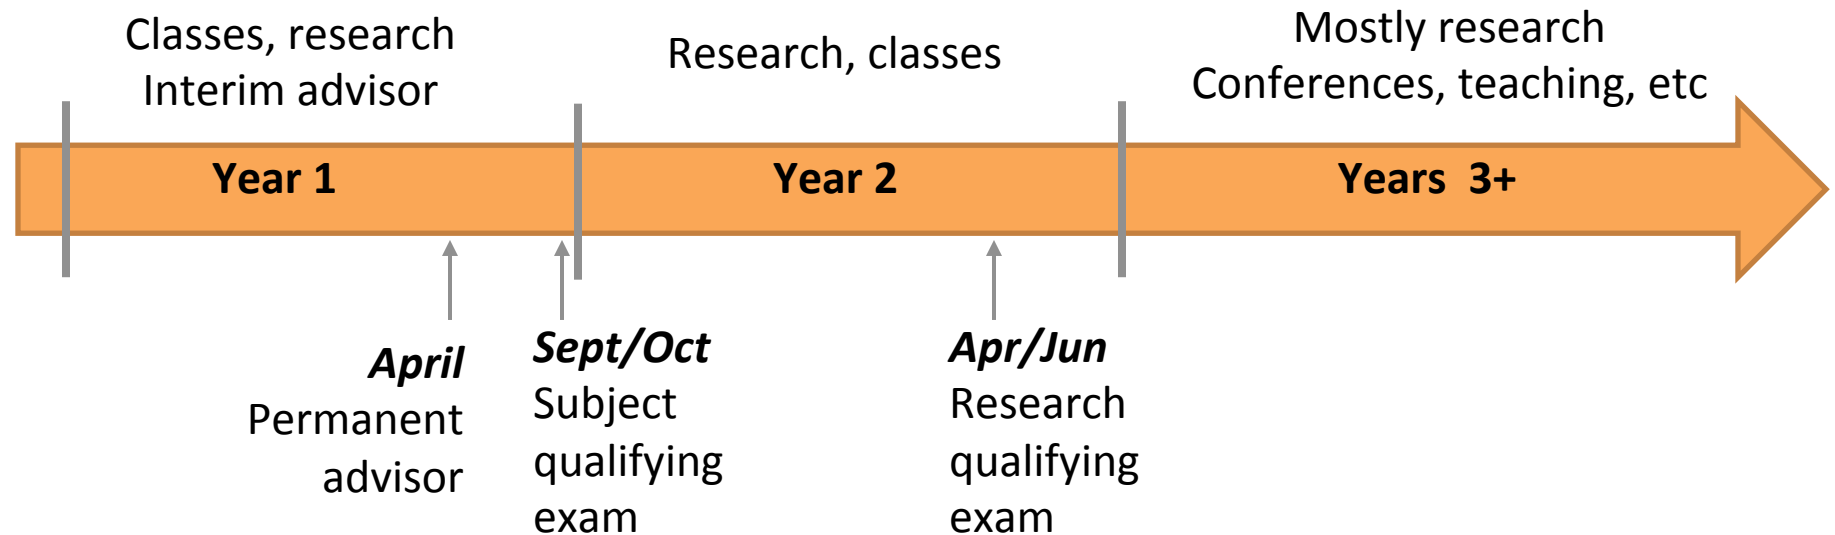 Classes, research
Interim advisor
Research, classes
Mostly research
Conferences, teaching, etc
Year 1
Year 2
Years 3+
April
Permanent
advisor
Sept/Oct
Subject
qualifying
exam
Apr/Jun
Research
qualifying
exam